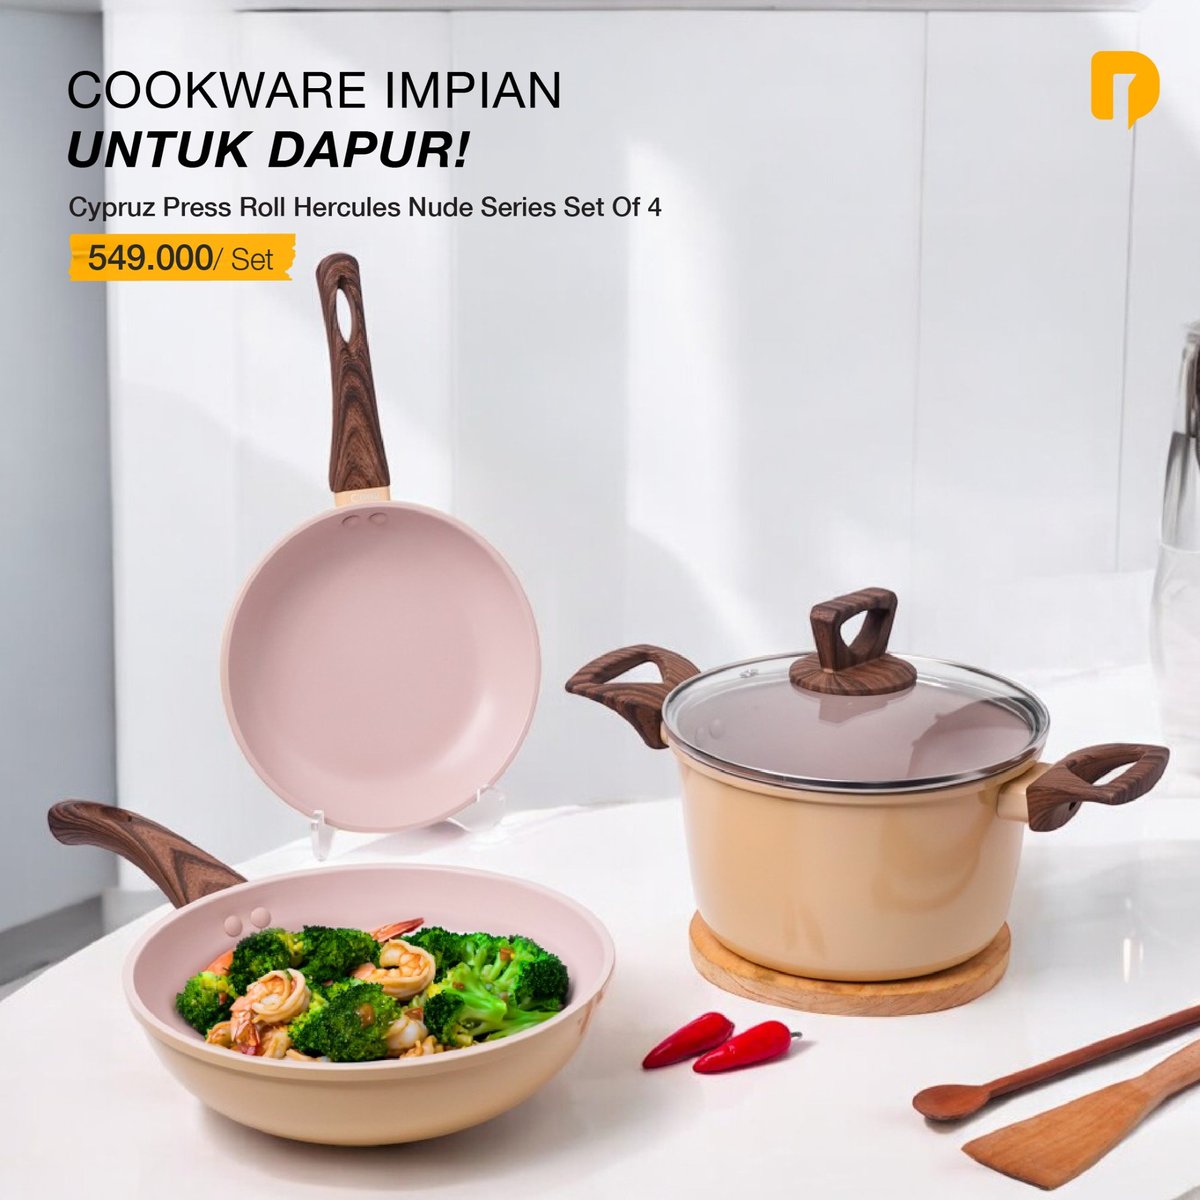 COOKWARE IMPIAN
UNTUK DAPUR!
Cypruz Press Roll Hercules Nude Series Set Of 4
549.000/ Set